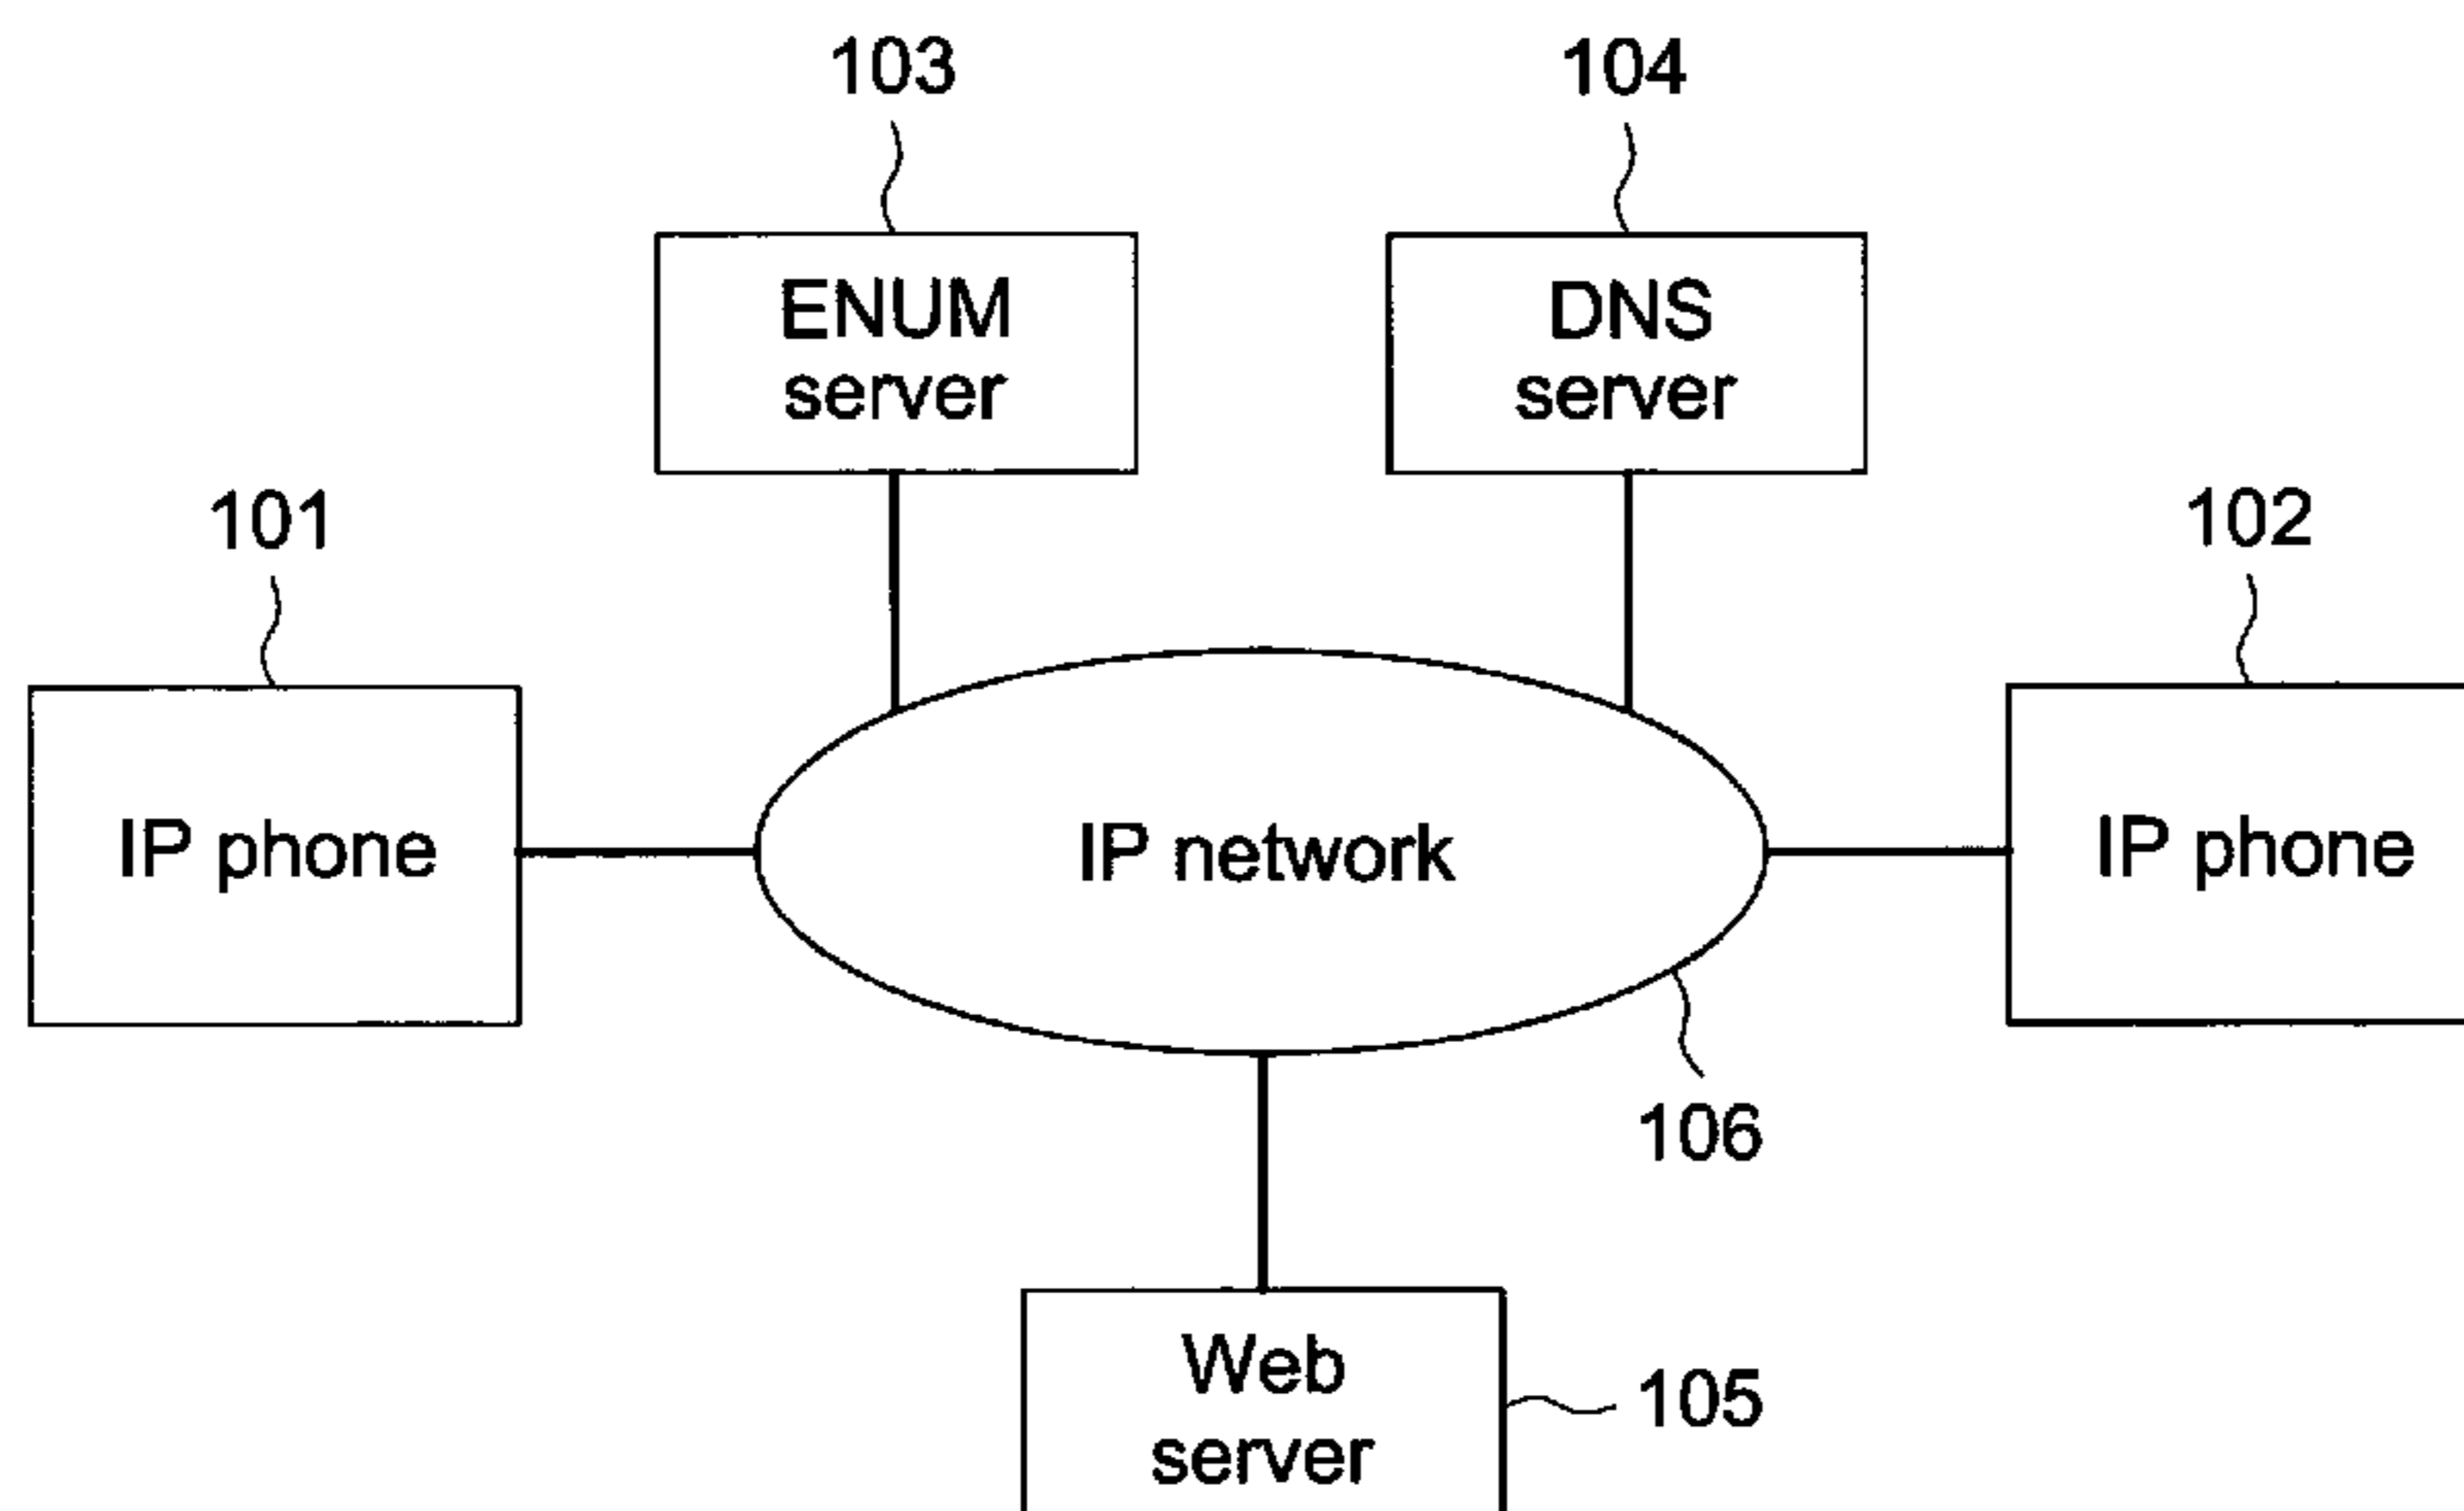 103
104
ENUM
server
DNS
server
101
102
IP phone
IP network
IP phone
106
Web
server
105